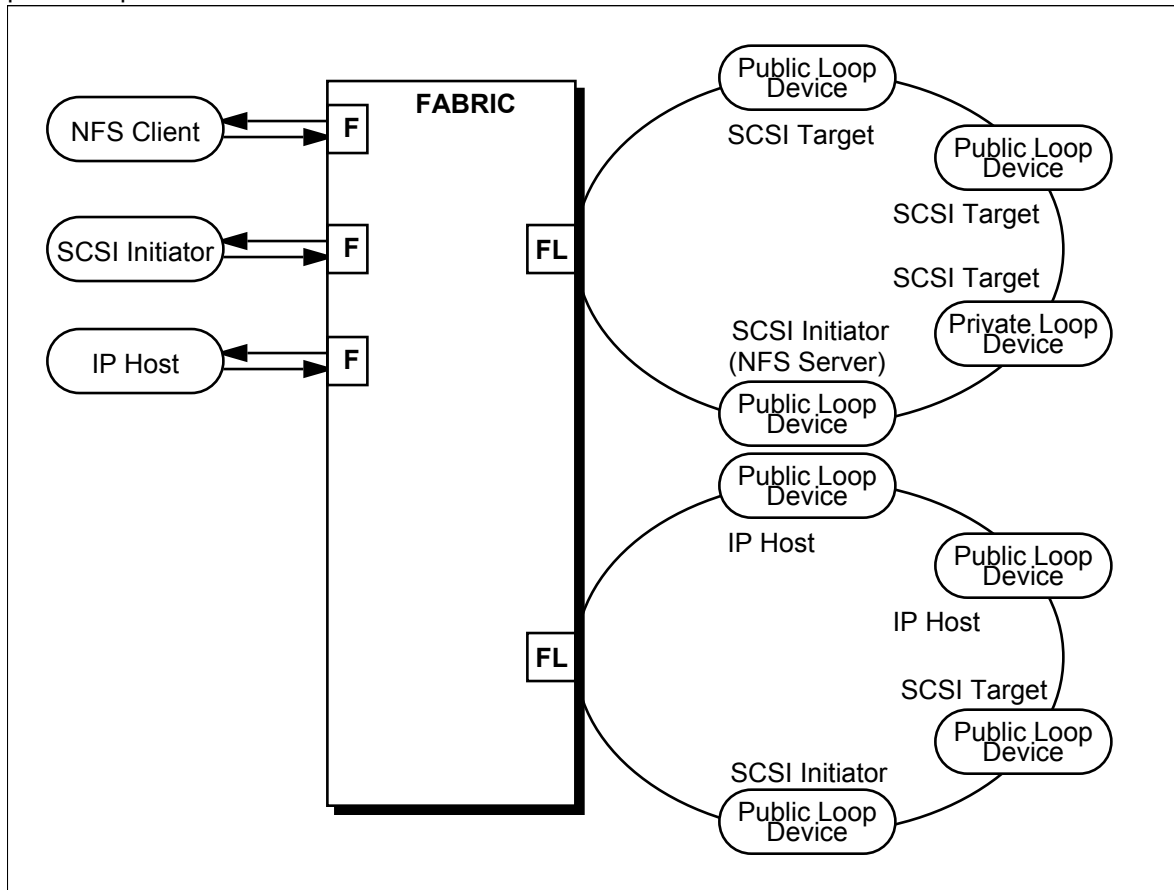 FABRIC
NFS Client
F
SCSI Initiator
F
IP Host
F
FL
Public Loop
Device
SCSI Target
Public Loop
Device
SCSI Target
SCSI Target
Private Loop
Device
SCSI Initiator
(NFS Server)
Public Loop
Device
FL
Public Loop
Device
IP Host
Public Loop
Device
IP Host
SCSI Target
Public Loop
Device
SCSI Initiator
Public Loop
Device